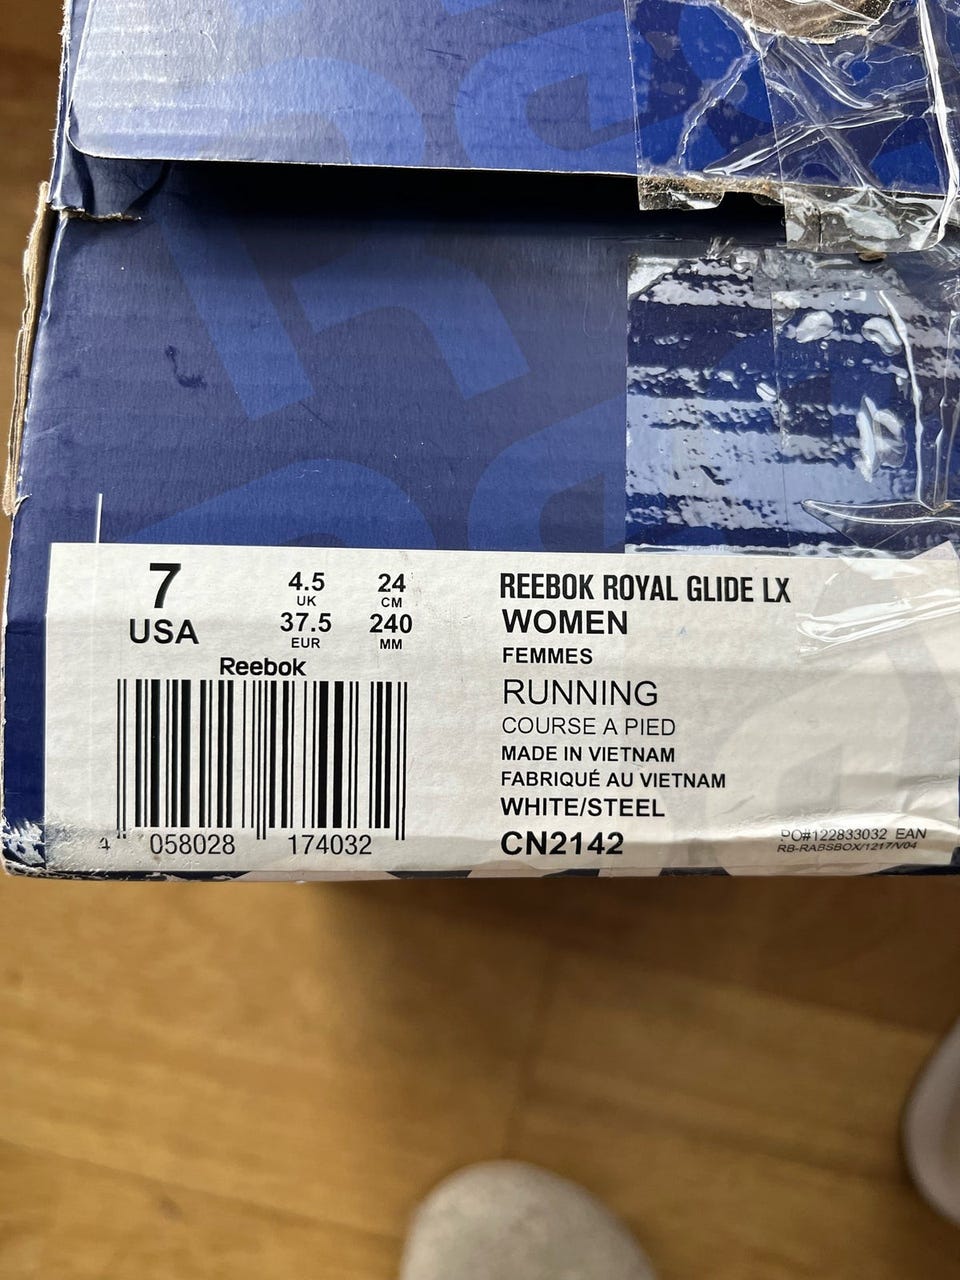 7
USA
4.5
UK
37.5
EUR
24
CM
240
MM
Reebok
4 058028 174032
REEBOK ROYAL GLIDE LX
WOMEN
FEMMES
RUNNING
COURSE A PIED
MADE IN VIETNAM
FABRIQUÉ AU VIETNAM
WHITE/STEEL
CN2142
PO#122833032 EAN
RB-RABSBOX/1217/V04